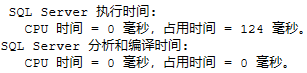 SQL Server 执行时间:
CPU 时间 = 0 毫秒，占用时间 = 124 毫秒。
SQL Server 分析和编译时间:
CPU 时间 = 0 毫秒，占用时间 = 0 毫秒。